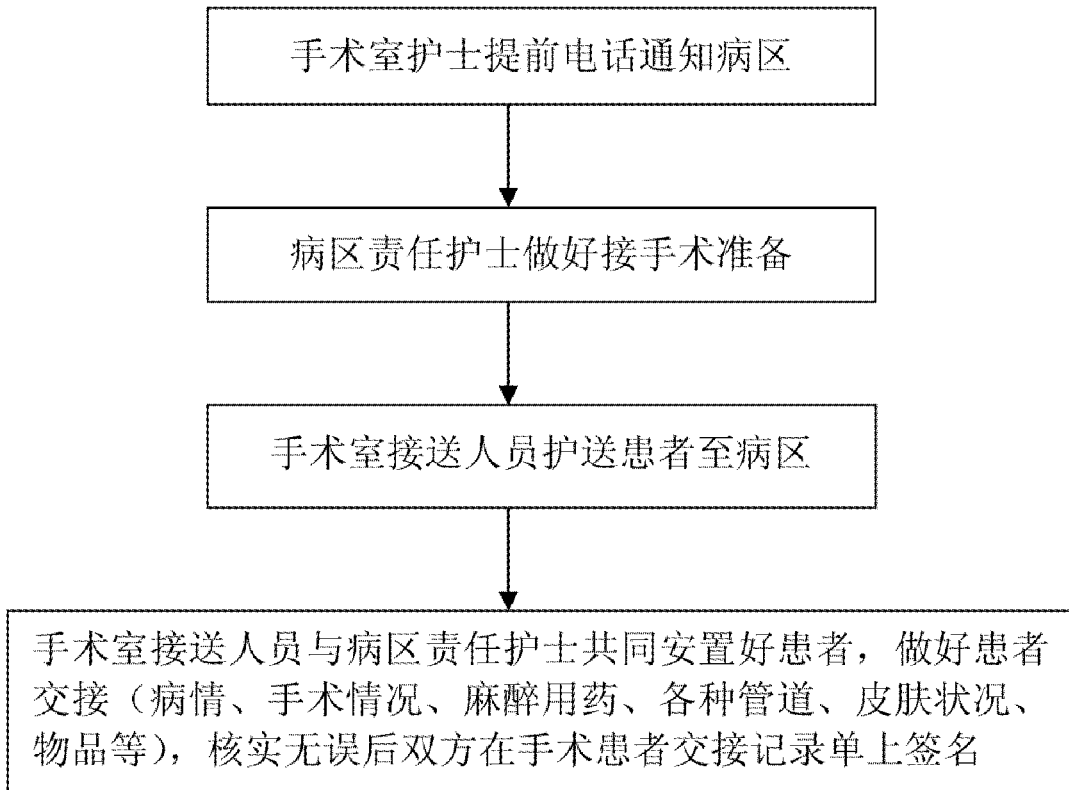 手术室护士提前电话通知病区
病区责任护士做好接手术准备
手术室接送人员护送患者至病区
手术室接送人员与病区责任护士共同安置好患者，做好患者
交接（病情、手术情况、麻醉用药、各种管道、皮肤状况、
物品等），核实无误后双方在手术患者交接记录单上签名